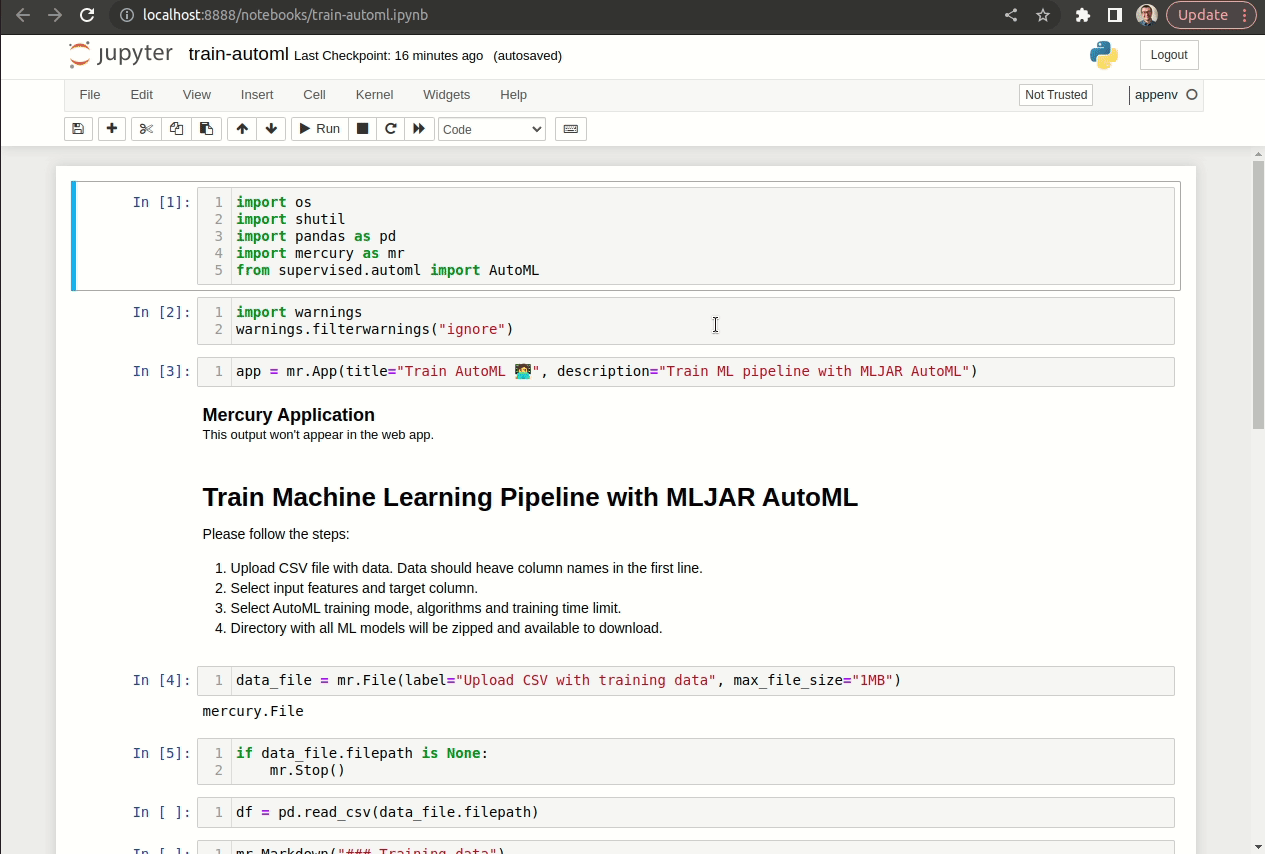 localhost:8888/notebooks/train-automl.ipynb
Update
jupyter train-automl Last Checkpoint: 16 minutes ago (autosaved)
Logout
File Edit View Insert Cell Kernel Widgets Help
Not Trusted
appenv
Run
Code
In [1]:
1 import os
2 import shutil
3 import pandas as pd
4 import mercury as mr
5 from supervised.automl import AutoML
In [2]:
1 import warnings
2 warnings.filterwarnings("ignore")
In [3]:
1 app = mr.App(title="Train AutoML 🧑‍💻", description="Train ML pipeline with MLJAR AutoML")
Mercury Application
This output won't appear in the web app.
Train Machine Learning Pipeline with MLJAR AutoML
Please follow the steps:
1. Upload CSV file with data. Data should heave column names in the first line.
2. Select input features and target column.
3. Select AutoML training mode, algorithms and training time limit.
4. Directory with all ML models will be zipped and available to download.
In [4]:
1 data_file = mr.File(label="Upload CSV with training data", max_file_size="1MB")
mercury.File
In [5]:
1 if data_file.filepath is None:
2     mr.Stop()
In [ ]:
1 df = pd.read_csv(data_file.filepath)
In [ ]:
1 mr.Markdown("### Training data")